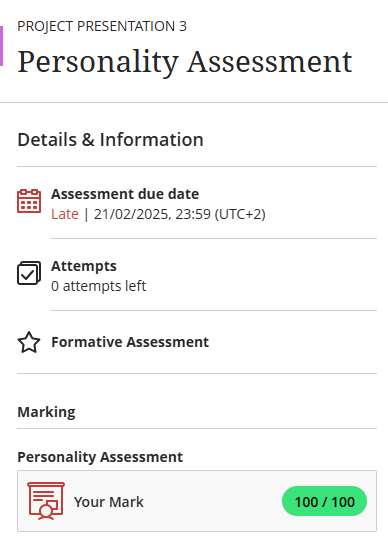 PROJECT PRESENTATION 3
Personality Assessment
Details & Information
Assessment due date
Late | 21/02/2025, 23:59 (UTC+2)
Attempts
0 attempts left
Formative Assessment
Marking
Personality Assessment
Your Mark
100 / 100